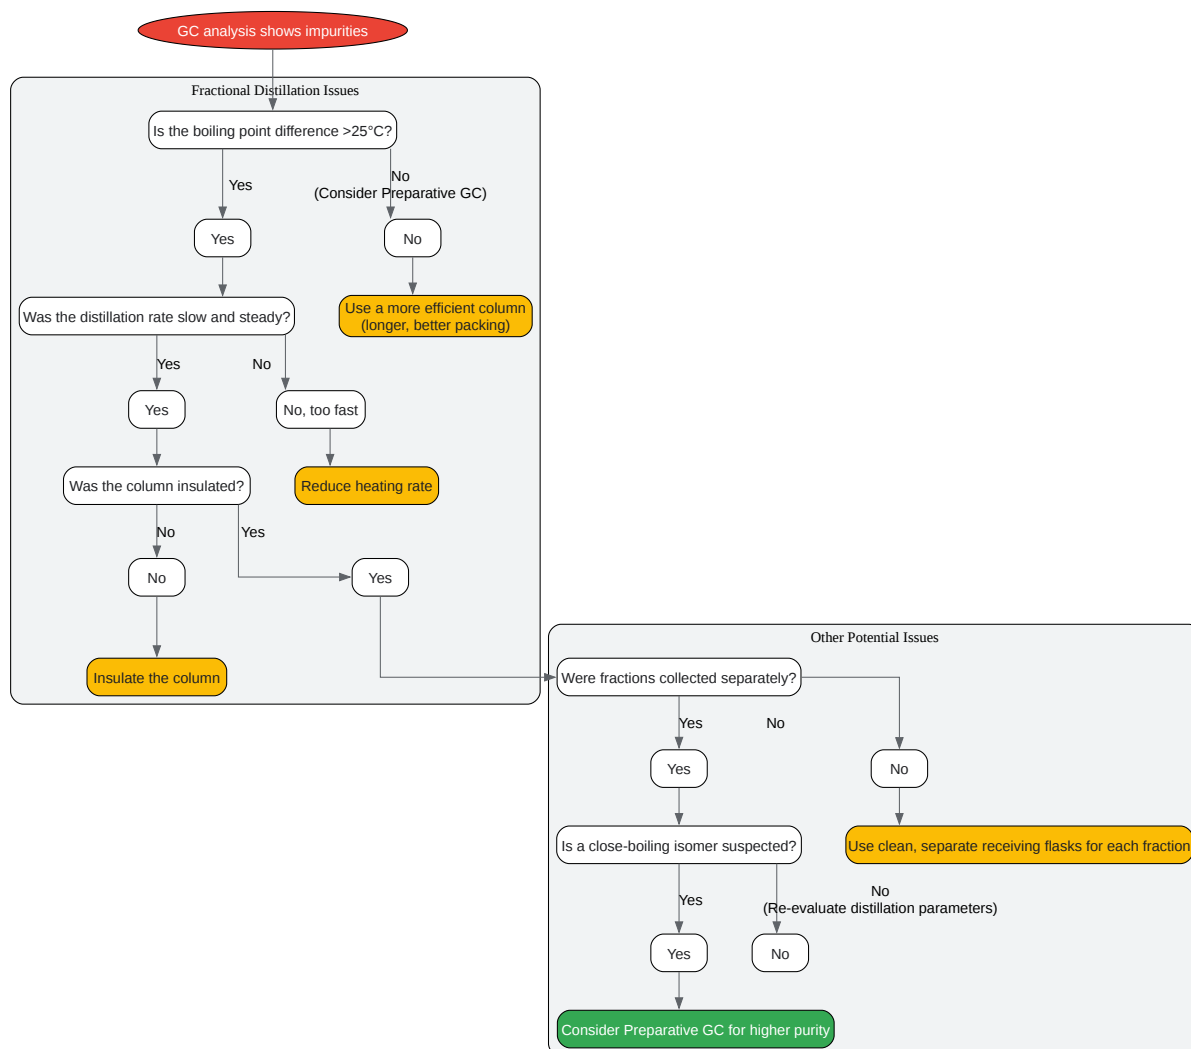 GC analysis shows impurities
Fractional Distillation Issues
Is the boiling point difference >25°C?
Yes
No
(Consider Preparative GC)
Yes
No
Was the distillation rate slow and steady?
Use a more efficient column
(longer, better packing)
Yes
No
Yes
No, too fast
Was the column insulated?
Reduce heating rate
No
Yes
No
Yes
Insulate the column
Other Potential Issues
Were fractions collected separately?
Yes
No
Yes
No
Is a close-boiling isomer suspected?
Use clean, separate receiving flasks for each fraction
Yes
No
(Re-evaluate distillation parameters)
Yes
No
Consider Preparative GC for higher purity